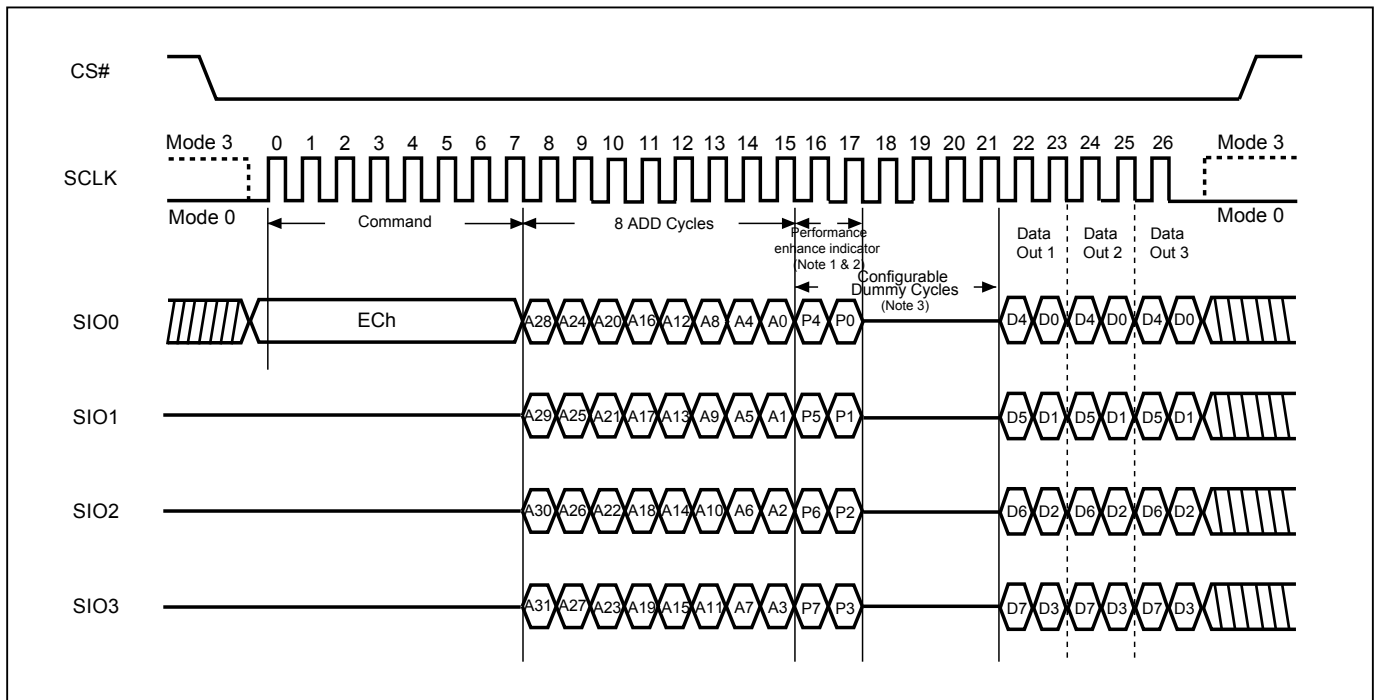 CS#
Mode 3
0 1 2 3 4 5 6 7 8 9 10 11 12 13 14 15 16 17 18 19 20 21 22 23 24 25 26
Mode 3
SCLK
Mode 0
Mode 0
Command
8 ADD Cycles
Performance
enhance indicator
(Note 1 & 2)
Data
Out 1
Data
Out 2
Data
Out 3
Configurable
Dummy Cycles
(Note 3)
SIO0
ECh
A28 A24 A20 A16 A12 A8 A4 A0 P4 P0 D4 D0 D4 D0 D4 D0
SIO1
A29 A25 A21 A17 A13 A9 A5 A1 P5 P1 D5 D1 D5 D1 D5 D1
SIO2
A30 A26 A22 A18 A14 A10 A6 A2 P6 P2 D6 D2 D6 D2 D6 D2
SIO3
A31 A27 A23 A19 A15 A11 A7 A3 P7 P3 D7 D3 D7 D3 D7 D3